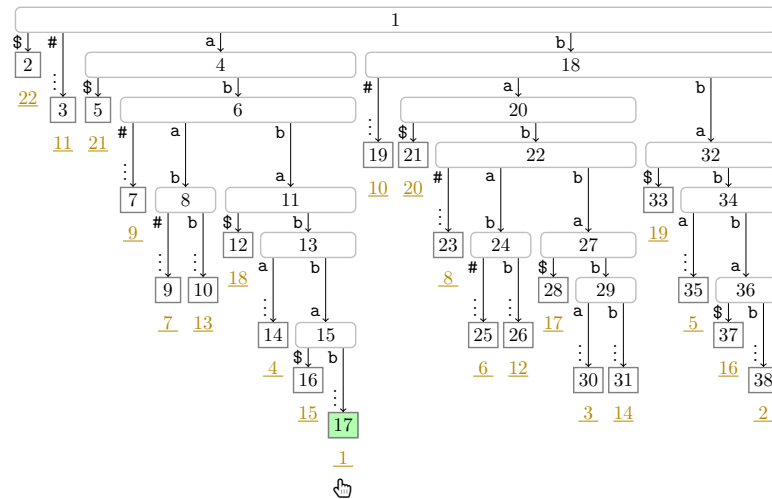 1
$ # a b
2 4 18
22 ⋮ $ b # a b
3 5 6 20
11 21 # a b ⋮ $ b a
⋮ b a 19 21 22 32
10 20 # a b $ b
7 8 11 33 34
9 # b $ b ⋮ b a 19 a b
12 13 23 24 27
⋮ ⋮ 18 a b 8 # b $ b ⋮ a
9 10 28 29 35 36
7 13 ⋮ a ⋮ ⋮ 17 a b 5 $ b
14 15 25 26 37 ⋮
4 $ b 6 12 ⋮ ⋮ 16
16 30 31 38
15 ⋮ 3 14 2
17
1